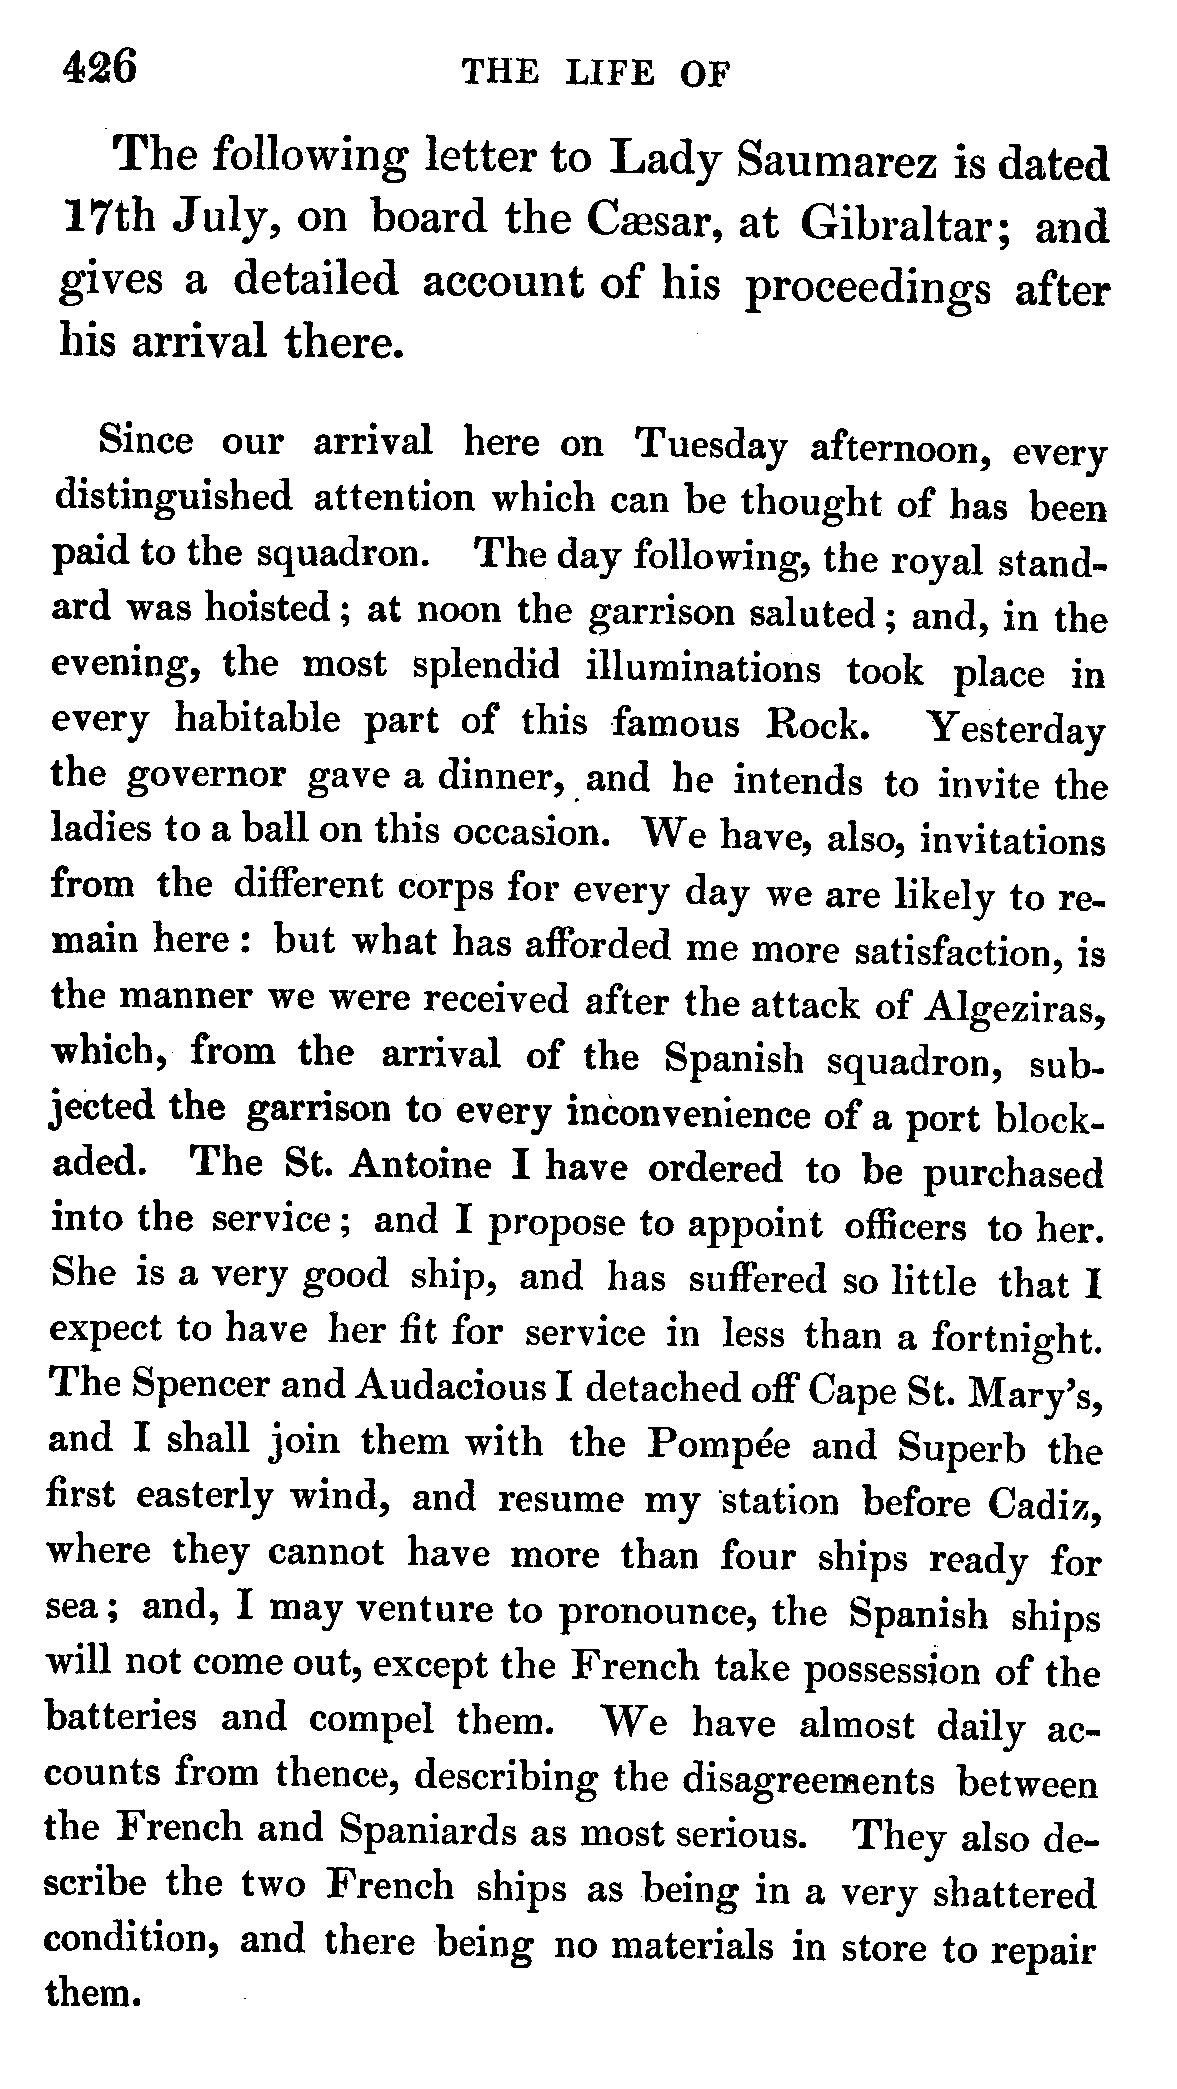 426 THE LIFE OF
The following letter to Lady Saumarez is dated
17th July, on board the Cæsar, at Gibraltar; and
gives a detailed account of his proceedings after
his arrival there.
Since our arrival here on Tuesday afternoon, every
distinguished attention which can be thought of has been
paid to the squadron. The day following, the royal stand-
ard was hoisted; at noon the garrison saluted; and, in the
evening, the most splendid illuminations took place in
every habitable part of this famous Rock. Yesterday
the governor gave a dinner, and he intends to invite the
ladies to a ball on this occasion. We have, also, invitations
from the different corps for every day we are likely to re-
main here: but what has afforded me more satisfaction, is
the manner we were received after the attack of Algeziras,
which, from the arrival of the Spanish squadron, sub-
jected the garrison to every inconvenience of a port block-
aded. The St. Antoine I have ordered to be purchased
into the service; and I propose to appoint officers to her.
She is a very good ship, and has suffered so little that I
expect to have her fit for service in less than a fortnight.
The Spencer and Audacious I detached off Cape St. Mary's,
and I shall join them with the Pompée and Superb the
first easterly wind, and resume my station before Cadiz,
where they cannot have more than four ships ready for
sea; and, I may venture to pronounce, the Spanish ships
will not come out, except the French take possession of the
batteries and compel them. We have almost daily ac-
counts from thence, describing the disagreements between
the French and Spaniards as most serious. They also de-
scribe the two French ships as being in a very shattered
condition, and there being no materials in store to repair
them.